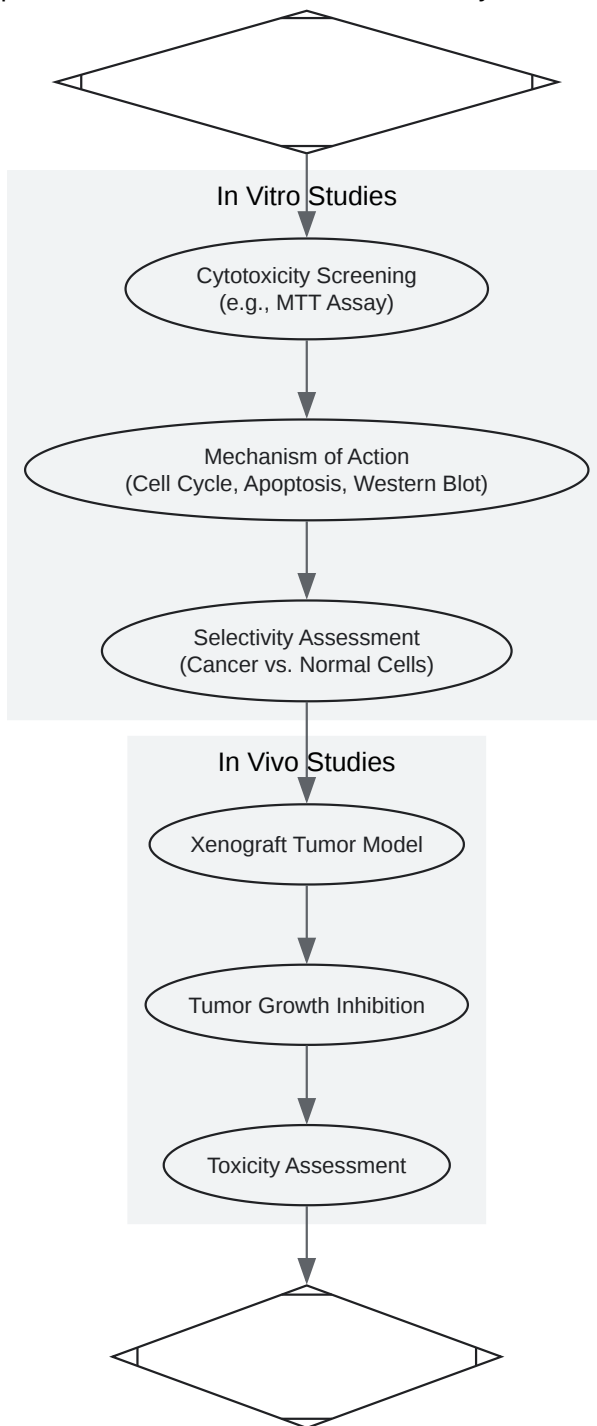 In Vitro Studies
Cytotoxicity Screening
(e.g., MTT Assay)
Mechanism of Action
(Cell Cycle, Apoptosis, Western Blot)
Selectivity Assessment
(Cancer vs. Normal Cells)
In Vivo Studies
Xenograft Tumor Model
Tumor Growth Inhibition
Toxicity Assessment